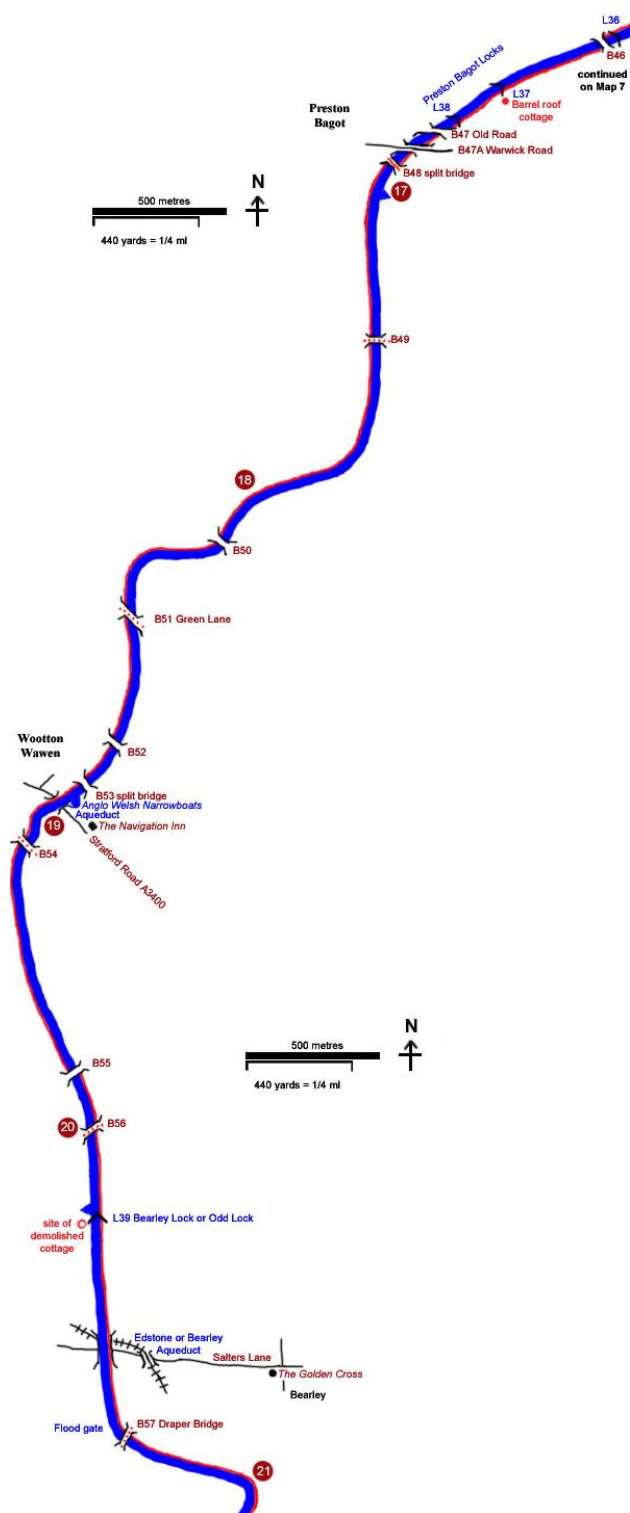 L36
B46
continued
on Map 7
Preston Bagot Locks
L37
Barrel roof
cottage
L38
Preston
Bagot
B47 Old Road
B47A Warwick Road
B48 split bridge
17
500 metres
N
440 yards = 1/4 ml
B49
18
B50
B51 Green Lane
Wootton
Wawen
B52
B53 split bridge
Anglo Welsh Narrowboats
Aqueduct
19
The Navigation Inn
B54
Stratford Road A3400
500 metres
N
440 yards = 1/4 ml
B55
20
B56
L39 Bearley Lock or Odd Lock
site of
demolished
cottage
Edstone or Bearley
Aqueduct
Salters Lane
The Golden Cross
Bearley
Flood gate
B57 Draper Bridge
21